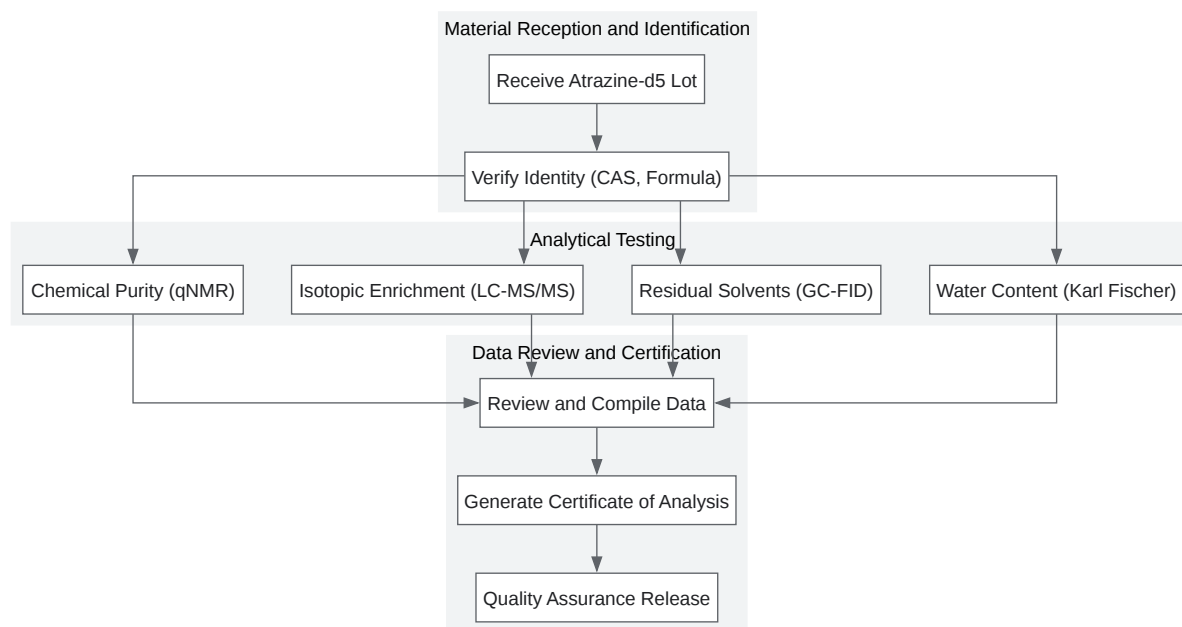 Material Reception and Identification
Receive Atrazine-d5 Lot
Verify Identity (CAS, Formula)
Analytical Testing
Chemical Purity (qNMR)
Isotopic Enrichment (LC-MS/MS)
Residual Solvents (GC-FID)
Water Content (Karl Fischer)
Data Review and Certification
Review and Compile Data
Generate Certificate of Analysis
Quality Assurance Release